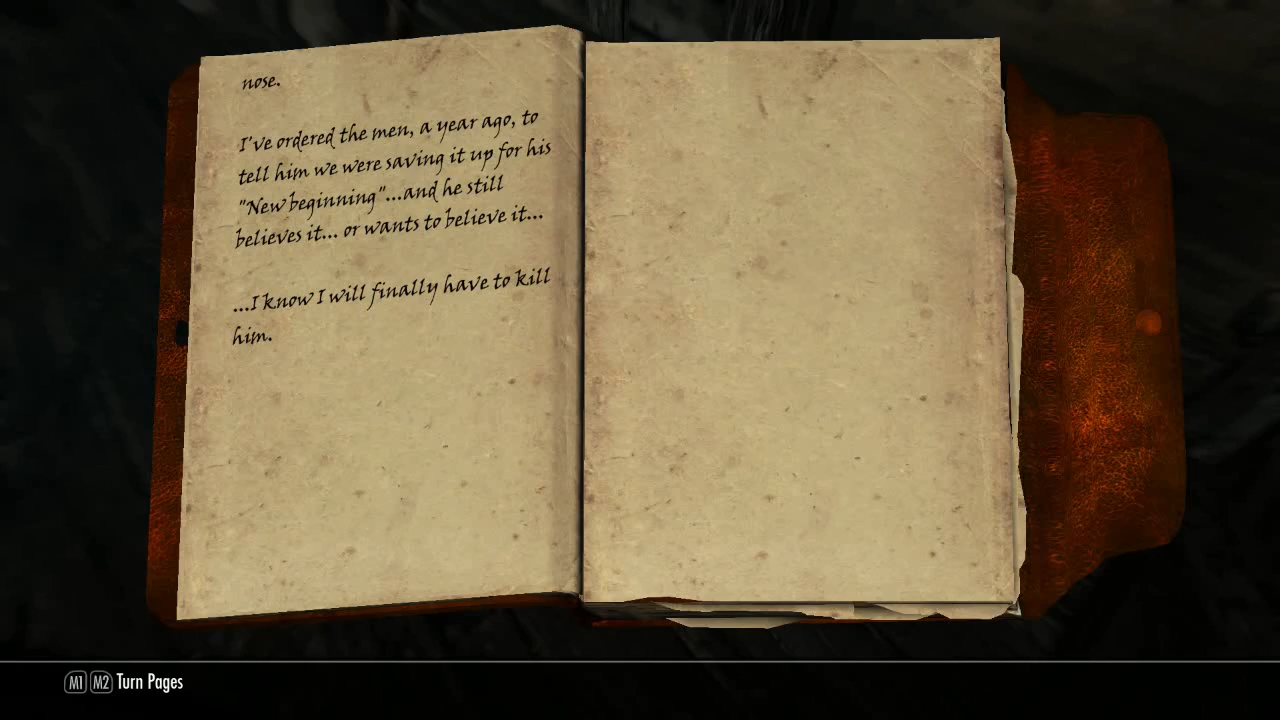 nose.
I've ordered the men, a year ago, to
tell him we were saving it up for his
"New beginning"...and he still
believes it... or wants to believe it...
...I know I will finally have to kill
him.
M1 M2 Turn Pages